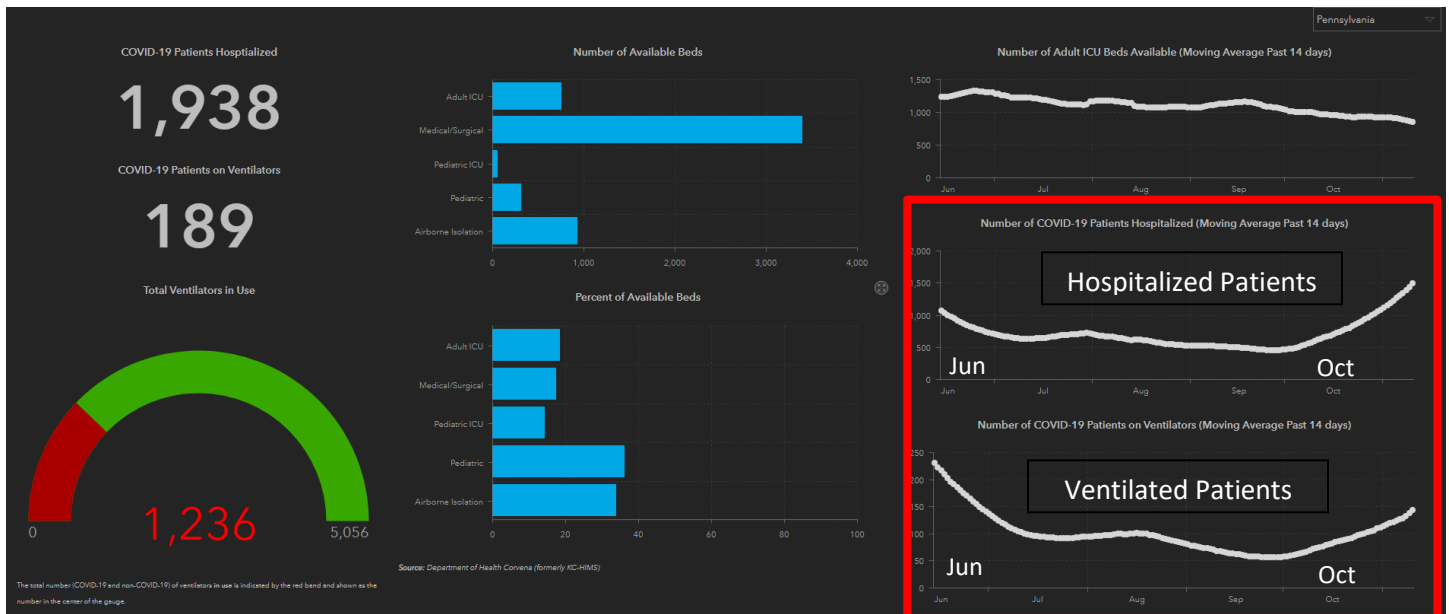 Pennsylvania
COVID-19 Patients Hosptialized
1,938
COVID-19 Patients on Ventilators
189
Total Ventilators in Use
0
1,236
5,056
The total number (COVID-19 and non-COVID-19) of ventilators in use is indicated by the red band and shown as the
number in the center of the gauge.
Number of Available Beds
Adult ICU
Medical/Surgical
Pediatric ICU
Pediatric
Airborne Isolation
0 1,000 2,000 3,000 4,000
Percent of Available Beds
Adult ICU
Medical/Surgical
Pediatric ICU
Pediatric
Airborne Isolation
0 20 40 60 80 100
Source: Department of Health Corvena (formerly KC-HIMS)
Number of Adult ICU Beds Available (Moving Average Past 14 days)
1,500
1,000
500
0
Jun Jul Aug Sep Oct
Number of COVID-19 Patients Hospitalized (Moving Average Past 14 days)
2,000
Hospitalized Patients
1,500
1,000
500
Jun Oct
0
Jun Jul Aug Sep Oct
Number of COVID-19 Patients on Ventilators (Moving Average Past 14 days)
250
Ventilated Patients
200
150
100
50
Jun Oct
0
Jun Jul Aug Sep Oct